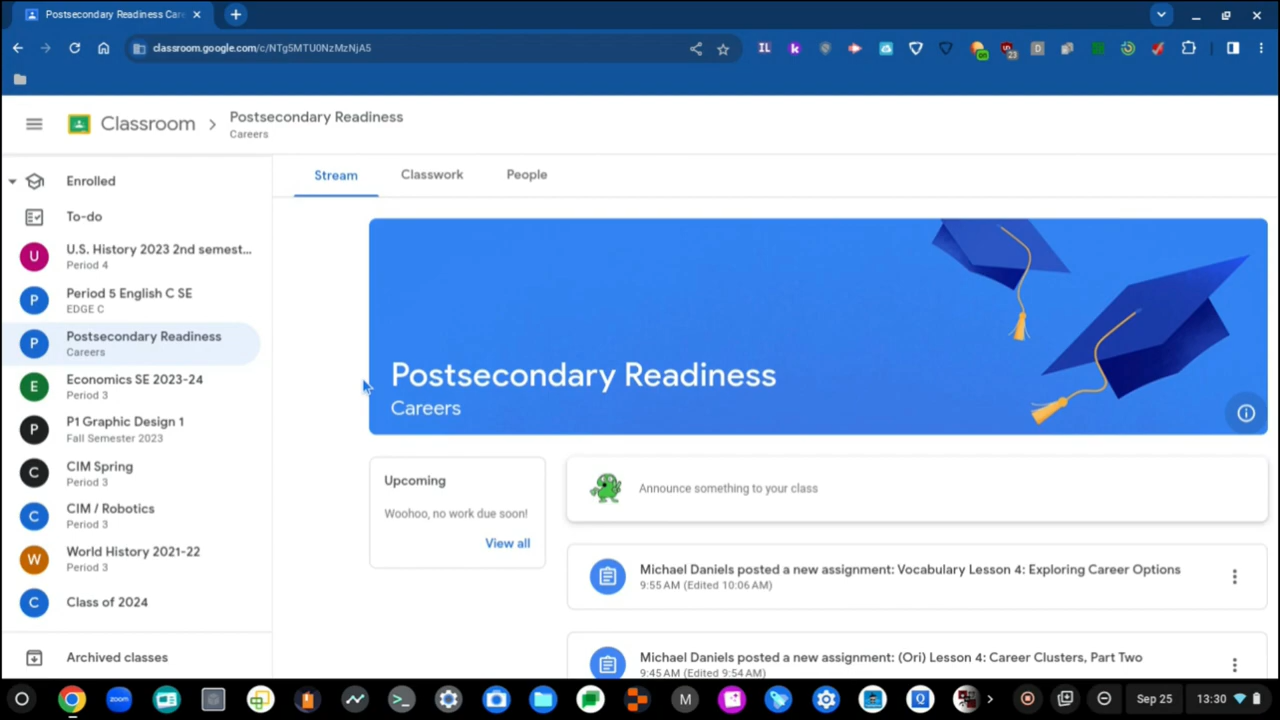 Postsecondary Readiness Car
classroom.google.com/c/NTg5MTU0NzMzNjA5
IL
k
on
23
D
Classroom
Postsecondary Readiness
Careers
Enrolled
To-do
U
U.S. History 2023 2nd semest...
Period 4
P
Period 5 English C SE
EDGE C
P
Postsecondary Readiness
Careers
E
Economics SE 2023-24
Period 3
P
P1 Graphic Design 1
Fall Semester 2023
C
CIM Spring
Period 3
C
CIM / Robotics
Period 3
W
World History 2021-22
Period 3
C
Class of 2024
Archived classes
Stream
Classwork
People
Postsecondary Readiness
Careers
Upcoming
Woohoo, no work due soon!
View all
Announce something to your class
Michael Daniels posted a new assignment: Vocabulary Lesson 4: Exploring Career Options
9:55 AM (Edited 10:06 AM)
Michael Daniels posted a new assignment: (Ori) Lesson 4: Career Clusters, Part Two
9:45 AM (Edited 9:54 AM)
zoom
M
Q
Sep 25
13:30